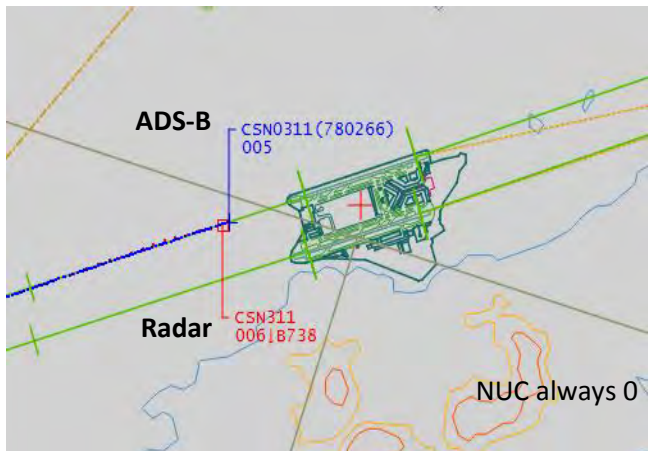 ADS-B
CSN0311(780266)
005
Radar
CSN311
006↓B738
NUC always 0